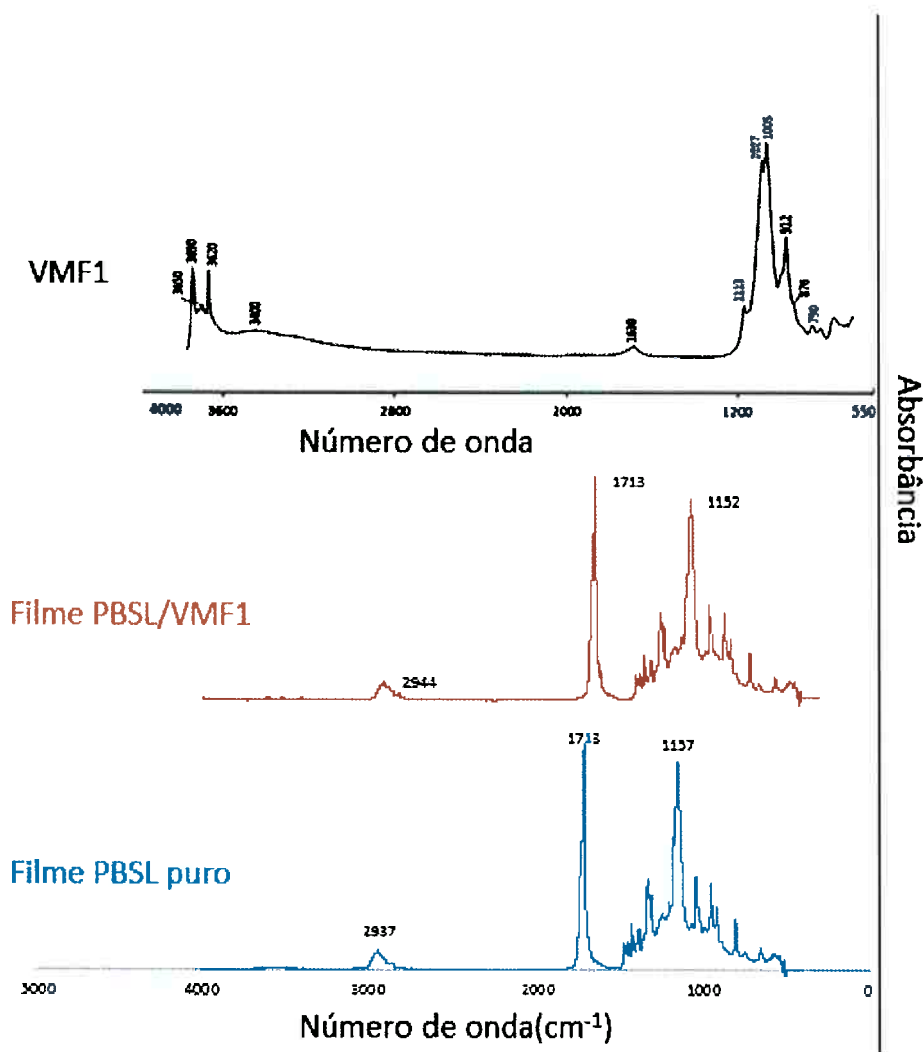 1005
912
1113
790
3690
3620
VMF1
3400
1630
876
4000 3600 2800 2000 1200 550
Número de onda
Absorbância
1713
1152
Filme PBSL/VMF1
2944
1713
1157
Filme PBSL puro
2937
5000 4000 3000 2000 1000 0
Número de onda(cm⁻¹)